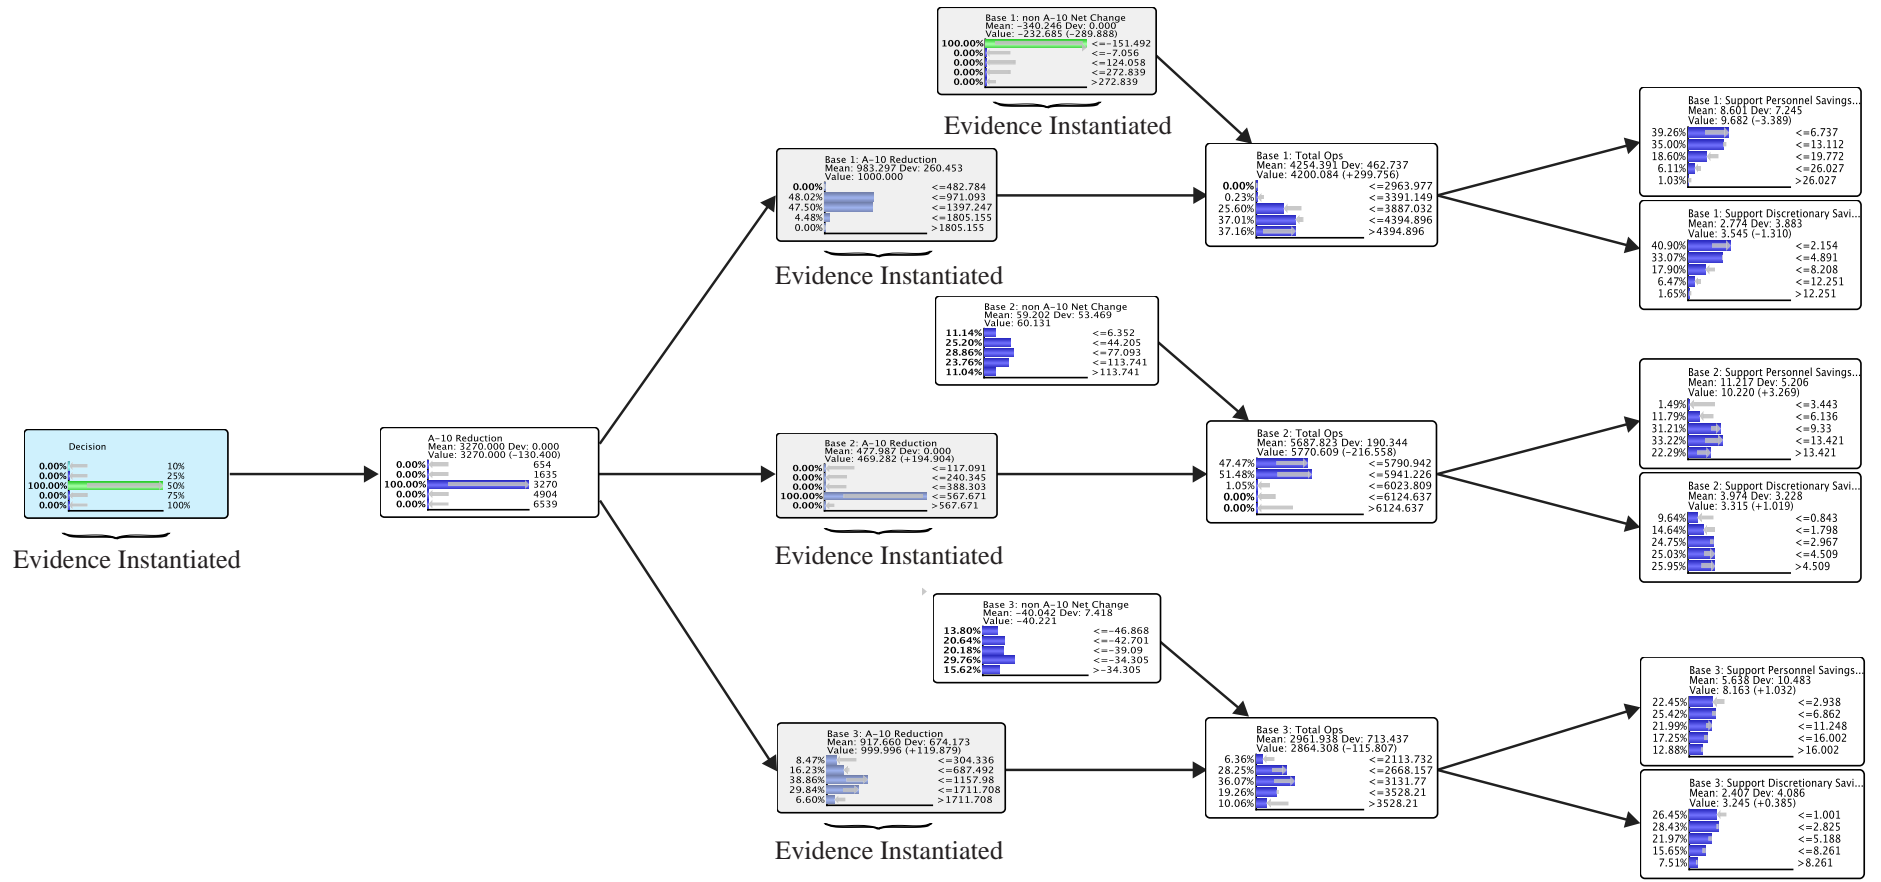 Base 1: non A-10 Net Change
Mean: -340.246 Dev: 0.000
Value: -232.685 (-289.888)
100.00% <=-151.492
0.00% <=-7.056
0.00% <=124.058
0.00% <=272.839
0.00% >272.839
Evidence Instantiated
Base 1: A-10 Reduction
Mean: 983.297 Dev: 260.453
Value: 1000.000
0.00% <=482.784
48.02% <=971.093
47.50% <=1397.247
4.48% <=1805.155
0.00% >1805.155
Evidence Instantiated
Base 1: Total Ops
Mean: 4254.391 Dev: 462.737
Value: 4200.084 (+299.756)
0.00% <=2963.977
0.23% <=3391.149
25.60% <=3887.032
37.01% <=4394.896
37.16% >4394.896
Base 1: Support Personnel Savings...
Mean: 8.601 Dev: 7.245
Value: 9.682 (-3.389)
39.26% <=6.737
35.00% <=13.112
18.60% <=19.772
6.11% <=26.027
1.03% >26.027
Base 1: Support Discretionary Savi...
Mean: 2.774 Dev: 3.883
Value: 3.545 (-1.310)
40.90% <=2.154
33.07% <=4.891
17.90% <=8.208
6.47% <=12.251
1.65% >12.251
Base 2: non A-10 Net Change
Mean: 59.202 Dev: 53.469
Value: 60.131
11.14% <=6.352
25.20% <=44.205
28.86% <=77.093
23.76% <=113.741
11.04% >113.741
Decision
0.00% 10%
0.00% 25%
100.00% 50%
0.00% 75%
0.00% 100%
Evidence Instantiated
A-10 Reduction
Mean: 3270.000 Dev: 0.000
Value: 3270.000 (-130.400)
0.00% 654
0.00% 1635
100.00% 3270
0.00% 4904
0.00% 6539
Base 2: A-10 Reduction
Mean: 477.987 Dev: 0.000
Value: 469.282 (+194.904)
0.00% <=117.091
0.00% <=240.345
0.00% <=388.303
100.00% <=567.671
0.00% >567.671
Evidence Instantiated
Base 2: Total Ops
Mean: 5687.823 Dev: 190.344
Value: 5770.609 (-216.558)
47.47% <=5790.942
51.48% <=5941.226
1.05% <=6023.809
0.00% <=6124.637
0.00% >6124.637
Base 2: Support Personnel Savings...
Mean: 11.217 Dev: 5.206
Value: 10.220 (+3.269)
1.49% <=3.443
11.79% <=6.136
31.21% <=9.33
33.22% <=13.421
22.29% >13.421
Base 2: Support Discretionary Savi...
Mean: 3.974 Dev: 3.228
Value: 3.315 (+1.019)
9.64% <=0.843
14.64% <=1.798
24.75% <=2.967
25.03% <=4.509
25.95% >4.509
Base 3: non A-10 Net Change
Mean: -40.042 Dev: 7.418
Value: -40.221
13.80% <=-46.868
20.64% <=-42.701
20.18% <=-39.09
29.76% <=-34.305
15.62% >-34.305
Base 3: A-10 Reduction
Mean: 917.660 Dev: 674.173
Value: 999.996 (+119.879)
8.47% <=304.336
16.23% <=687.492
38.86% <=1157.98
29.84% <=1711.708
6.60% >1711.708
Evidence Instantiated
Base 3: Total Ops
Mean: 2961.938 Dev: 713.437
Value: 2864.308 (-115.807)
6.36% <=2113.732
28.25% <=2668.157
36.07% <=3131.77
19.26% <=3528.21
10.06% >3528.21
Base 3: Support Personnel Savings...
Mean: 5.638 Dev: 10.483
Value: 8.163 (+1.032)
22.45% <=2.938
25.42% <=6.862
21.99% <=11.248
17.25% <=16.002
12.88% >16.002
Base 3: Support Discretionary Savi...
Mean: 2.407 Dev: 4.086
Value: 3.245 (+0.385)
26.45% <=1.001
28.43% <=2.825
21.97% <=5.188
15.65% <=8.261
7.51% >8.261